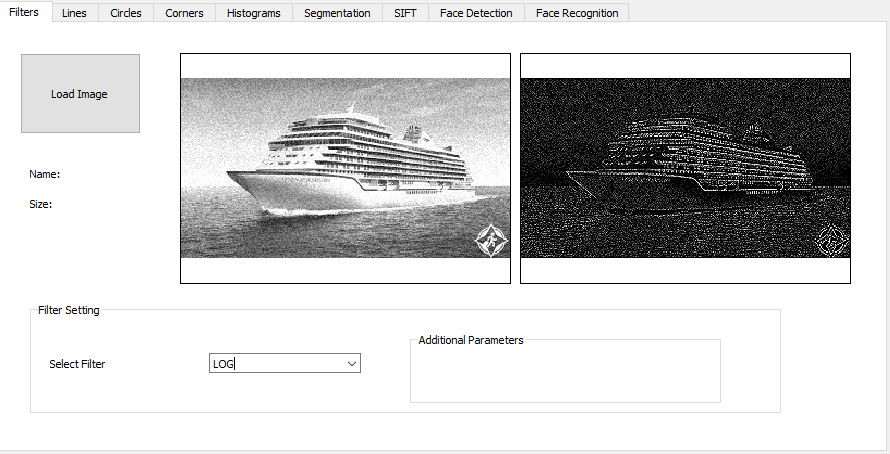 Filters Lines Circles Corners Histograms Segmentation SIFT Face Detection Face Recognition
Load Image
Name:
Size:
Filter Setting
Select Filter
LOG
Additional Parameters